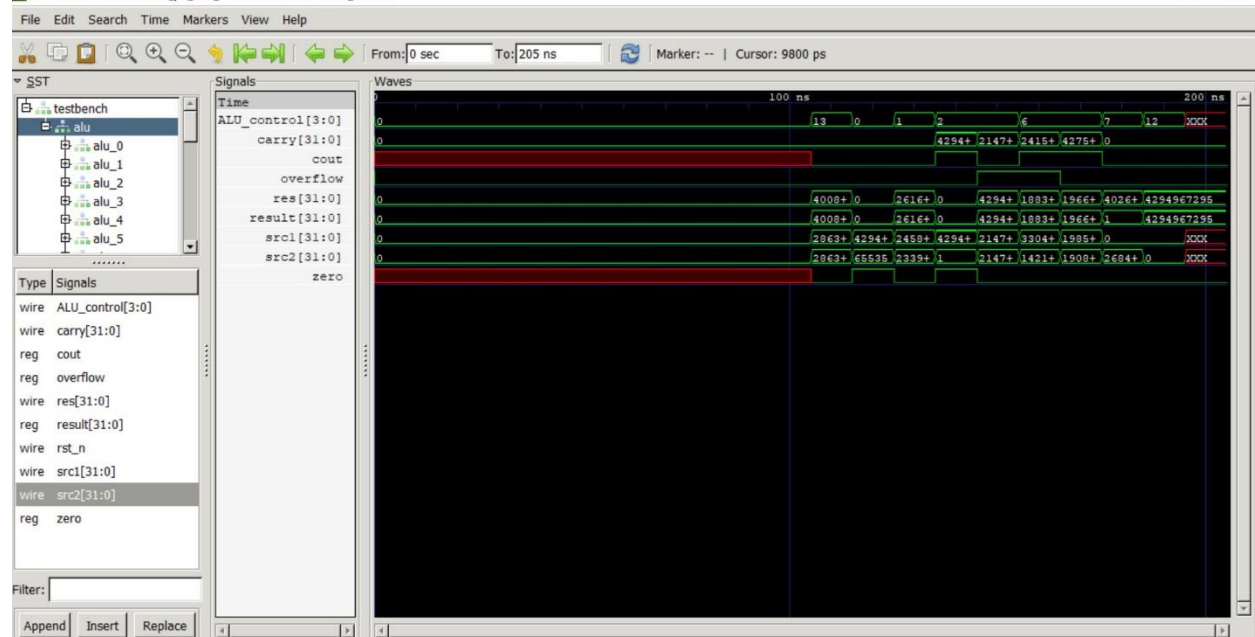 File Edit Search Time Markers View Help
From: 0 sec To: 205 ns Marker: -- | Cursor: 9800 ps
SST
testbench
alu
alu_0
alu_1
alu_2
alu_3
alu_4
alu_5
Type Signals
wire ALU_control[3:0]
wire carry[31:0]
reg cout
reg overflow
wire res[31:0]
reg result[31:0]
wire rst_n
wire src1[31:0]
wire src2[31:0]
reg zero
Filter:
Append Insert Replace
Signals
Time
ALU_control[3:0]
carry[31:0]
cout
overflow
res[31:0]
result[31:0]
src1[31:0]
src2[31:0]
zero
Waves
100 ns 200 ns
0 13 0 1 2 6 7 12 XXX
0 4294+ 2147+ 2415+ 4275+ 0
0 4008+ 0 2616+ 0 4294+ 1883+ 1966+ 4026+ 4294967295
0 4008+ 0 2616+ 0 4294+ 1883+ 1966+ 1 4294967295
0 2863+ 4294+ 2458+ 4294+ 2147+ 3304+ 1985+ 0 XXX
0 2863+ 65535 2339+ 1 2147+ 1421+ 1908+ 2684+ 0 XXX